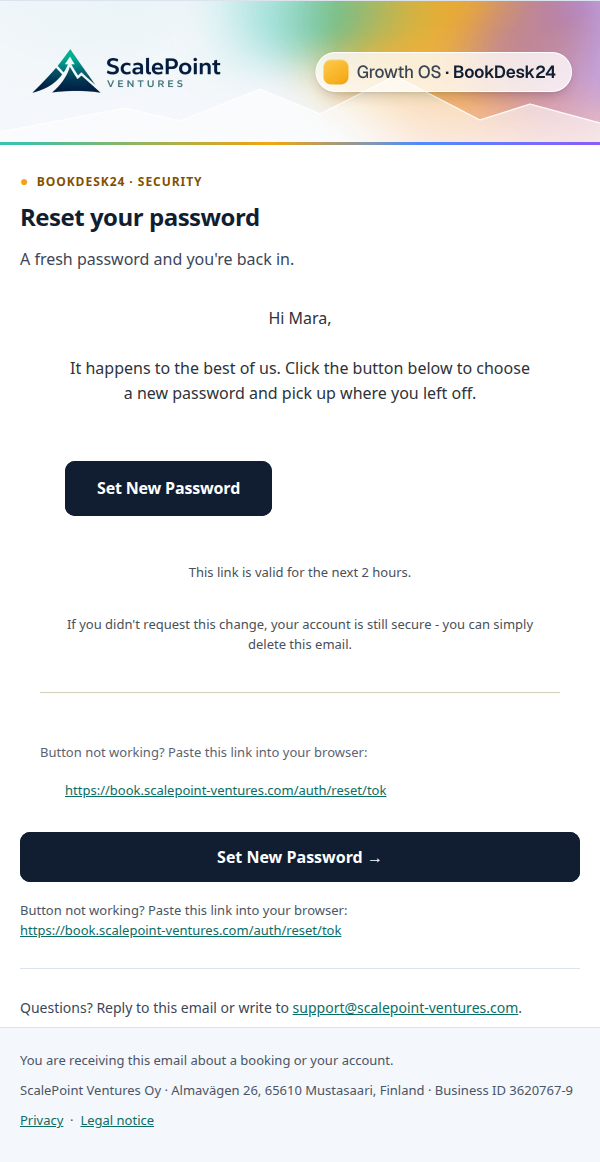 ScalePoint
VENTURES
Growth OS · BookDesk24
BOOKDESK24 · SECURITY
Reset your password
A fresh password and you're back in.
Hi Mara,
It happens to the best of us. Click the button below to choose
a new password and pick up where you left off.
Set New Password
This link is valid for the next 2 hours.
If you didn't request this change, your account is still secure - you can simply
delete this email.
Button not working? Paste this link into your browser:
https://book.scalepoint-ventures.com/auth/reset/tok
Set New Password →
Button not working? Paste this link into your browser:
https://book.scalepoint-ventures.com/auth/reset/tok
Questions? Reply to this email or write to support@scalepoint-ventures.com.
You are receiving this email about a booking or your account.
ScalePoint Ventures Oy · Almavägen 26, 65610 Mustasaari, Finland · Business ID 3620767-9
Privacy · Legal notice